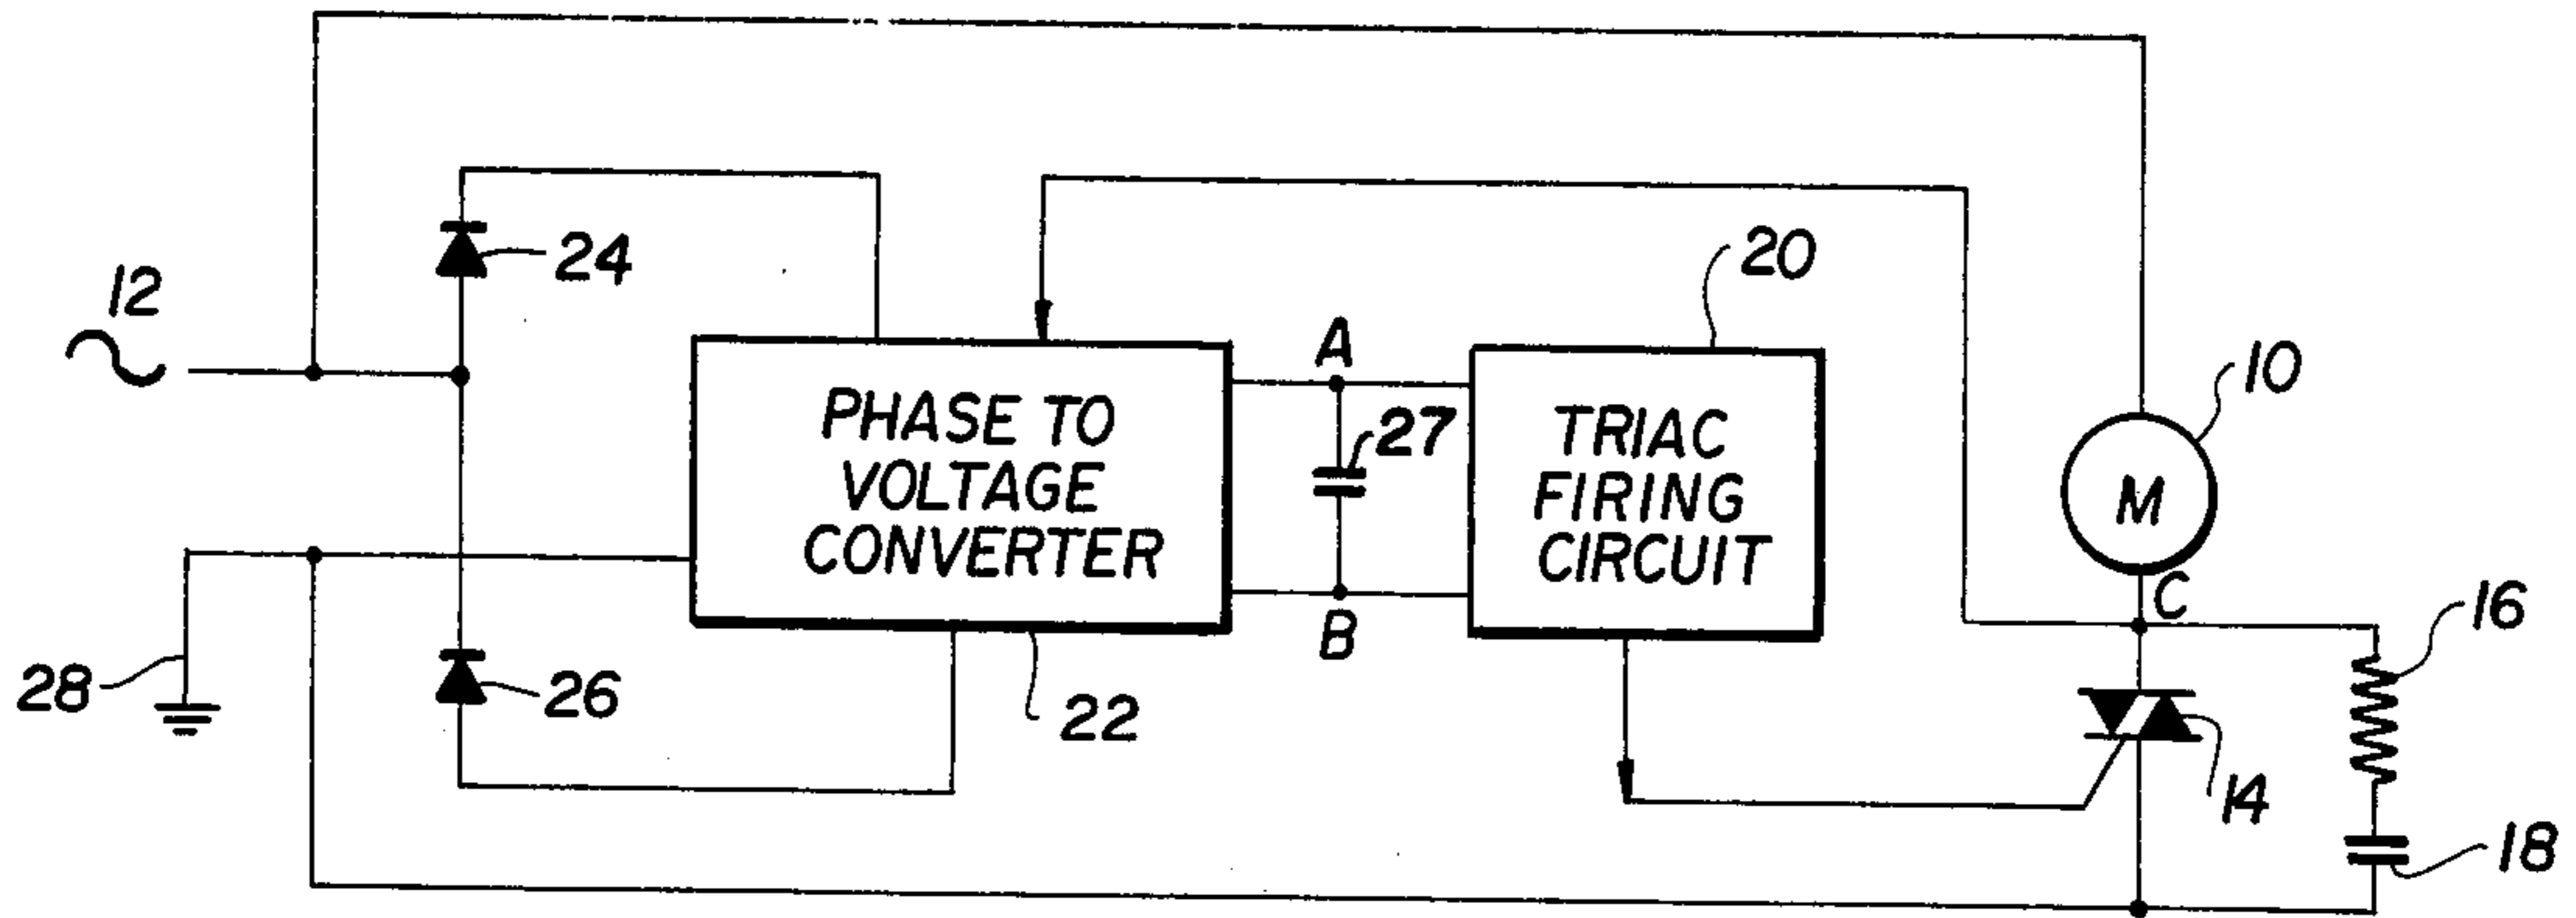 12
24
20
A
27
PHASE TO
VOLTAGE
CONVERTER
TRIAC
FIRING
CIRCUIT
10
M
C
B
16
28
26
22
14
18